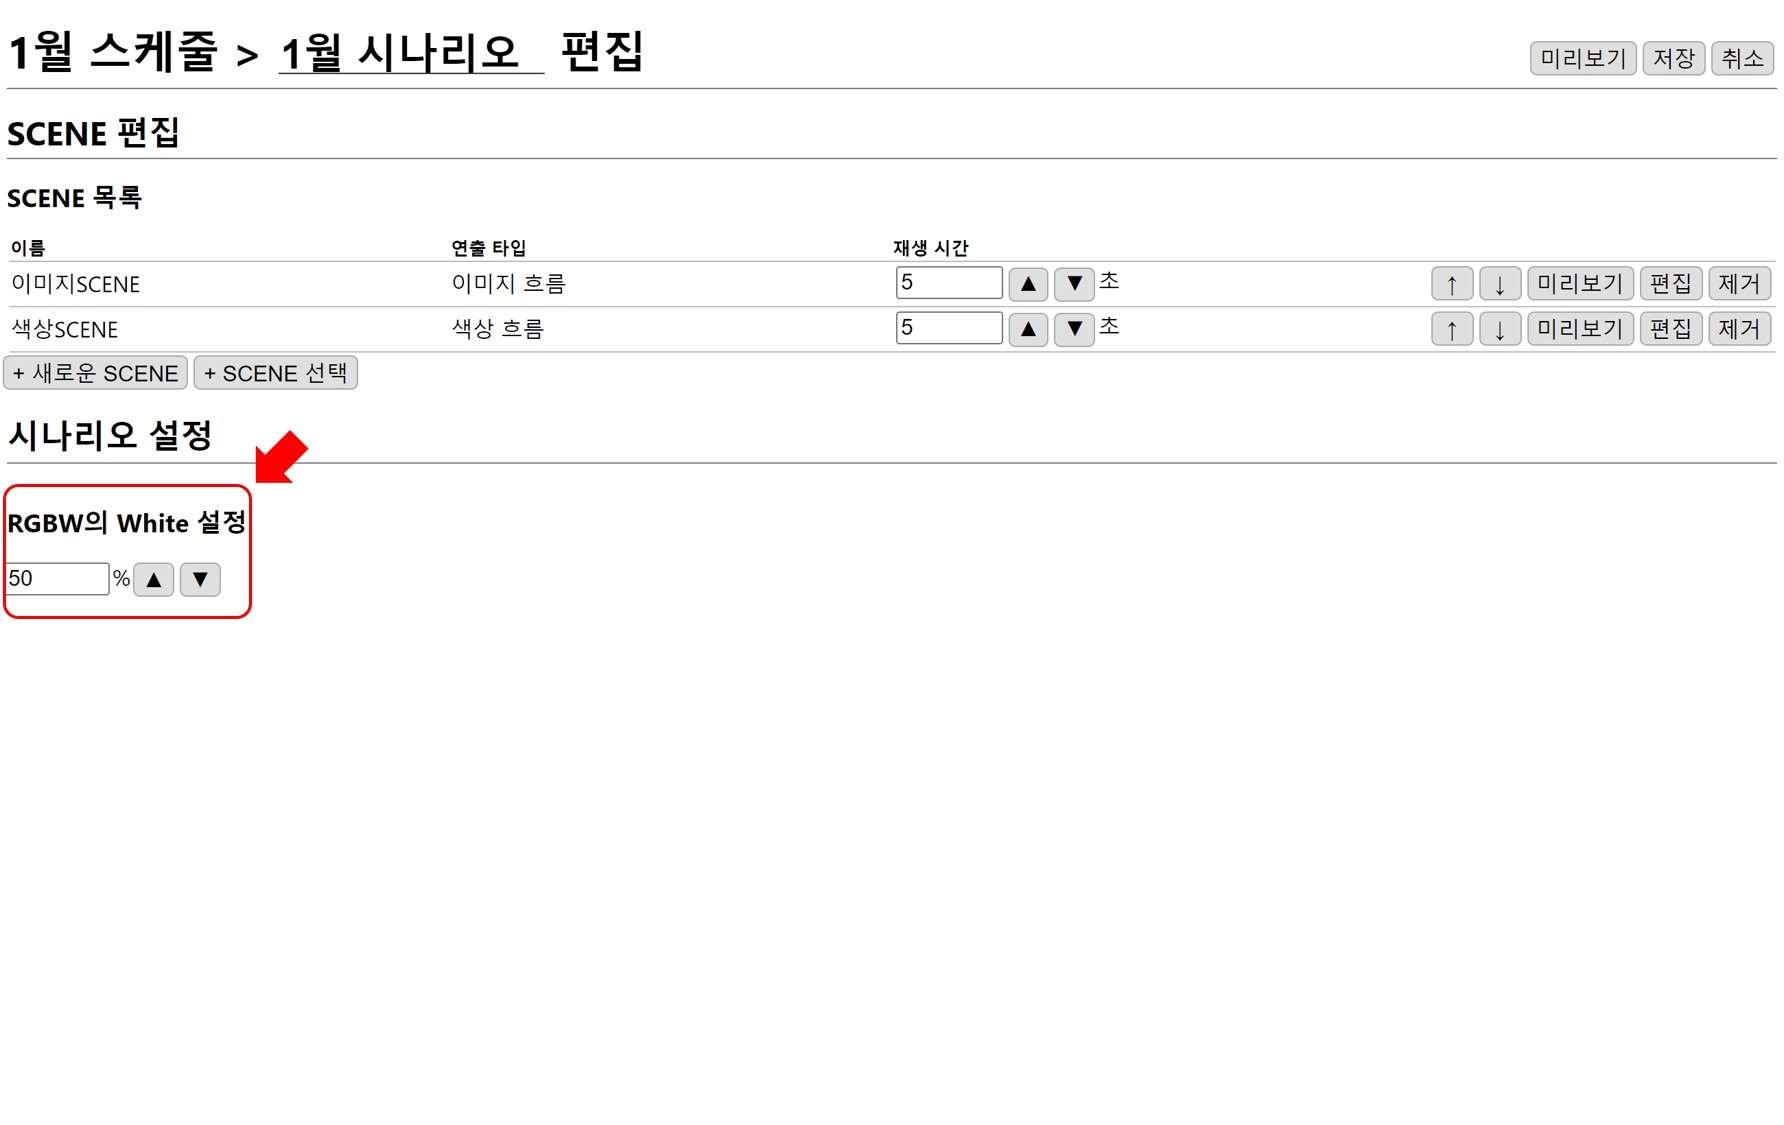 1월 스케줄 > 1월 시나리오 편집
미리보기 저장 취소
SCENE 편집
SCENE 목록
이름 연출 타입 재생 시간
이미지SCENE 이미지 흐름 5 ▲ ▼ 초 ↑ ↓ 미리보기 편집 제거
색상SCENE 색상 흐름 5 ▲ ▼ 초 ↑ ↓ 미리보기 편집 제거
+ 새로운 SCENE + SCENE 선택
시나리오 설정
RGBW의 White 설정
50 % ▲ ▼